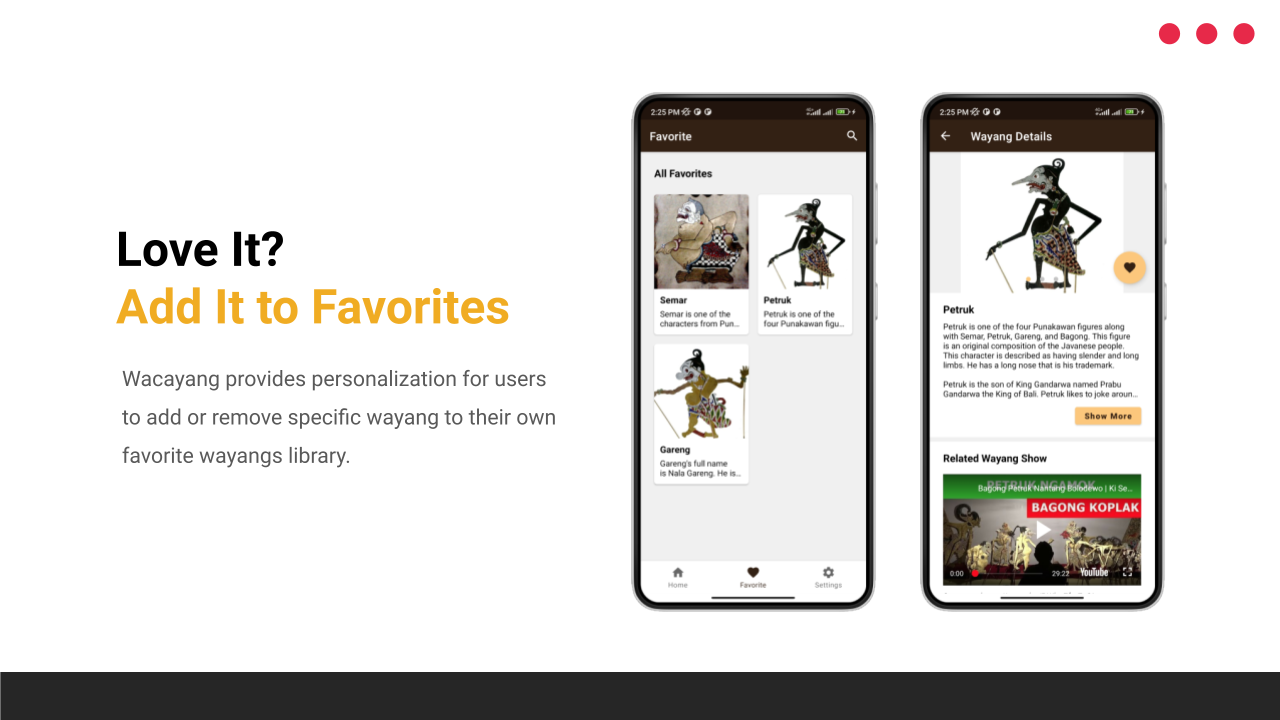 Love It?
Add It to Favorites
Wacayang provides personalization for users
to add or remove specific wayang to their own
favorite wayangs library.
2:25 PM
Favorite
All Favorites
Semar
Semar is one of the
characters from Pun...
Petruk
Petruk is one of the
four Punakawan figu...
Gareng
Gareng's full name
is Nala Gareng. He is...
Home
Favorite
Settings
2:25 PM
Wayang Details
Petruk
Petruk is one of the four Punakawan figures along
with Semar, Petruk, Gareng, and Bagong. This figure
is an original composition of the Javanese people.
This character is described as having slender and long
limbs. He has a long nose that is his trademark.
Petruk is the son of King Gandarwa named Prabu
Gandarwa the King of Bali. Petruk likes to joke aroun...
Show More
Related Wayang Show
PETRUK NGAMOK
Bagong Petruk Nantang Bolodewo | Ki Se...
BAGONG KOPLAK
0:00
29:22
YouTube